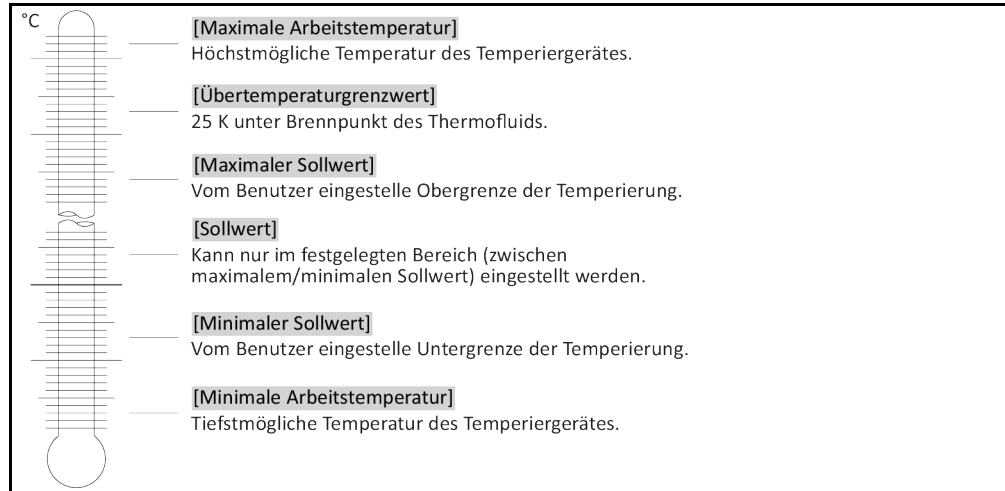 °C
[Maximale Arbeitstemperatur]
Höchstmögliche Temperatur des Temperiergerätes.
[Übertemperaturgrenzwert]
25 K unter Brennpunkt des Thermofluids.
[Maximaler Sollwert]
Vom Benutzer eingestelle Obergrenze der Temperierung.
[Sollwert]
Kann nur im festgelegten Bereich (zwischen
maximalem/minimalen Sollwert) eingestellt werden.
[Minimaler Sollwert]
Vom Benutzer eingestelle Untergrenze der Temperierung.
[Minimale Arbeitstemperatur]
Tiefstmögliche Temperatur des Temperiergerätes.